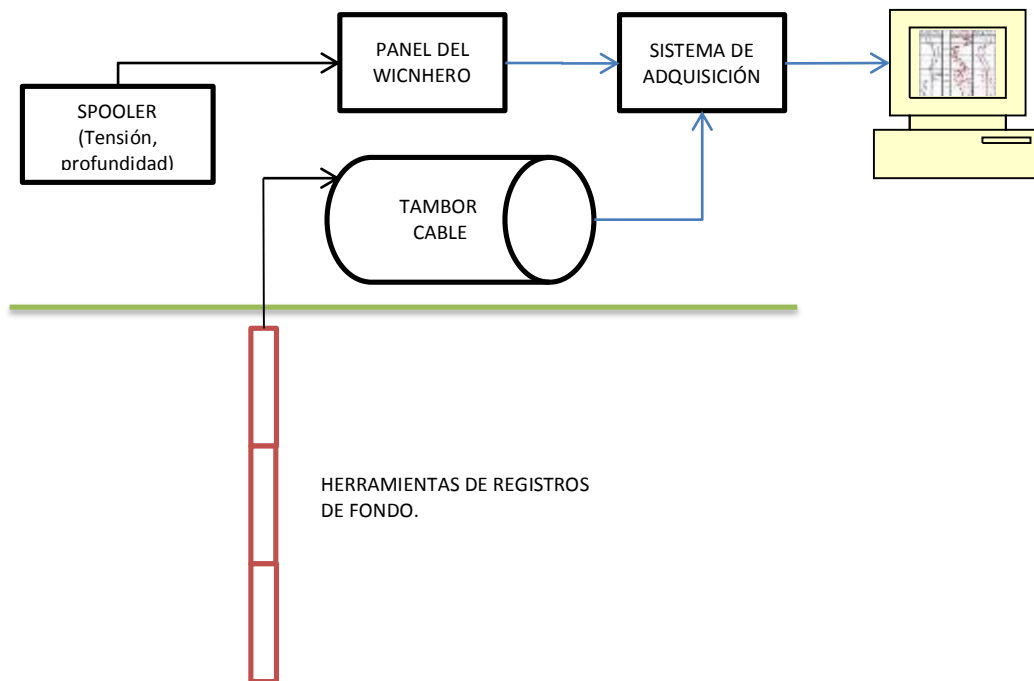 SPOOLER
(Tensión,
profundidad)
PANEL DEL
WICNHERO
SISTEMA DE
ADQUISICIÓN
TAMBOR
CABLE
HERRAMIENTAS DE REGISTROS
DE FONDO.